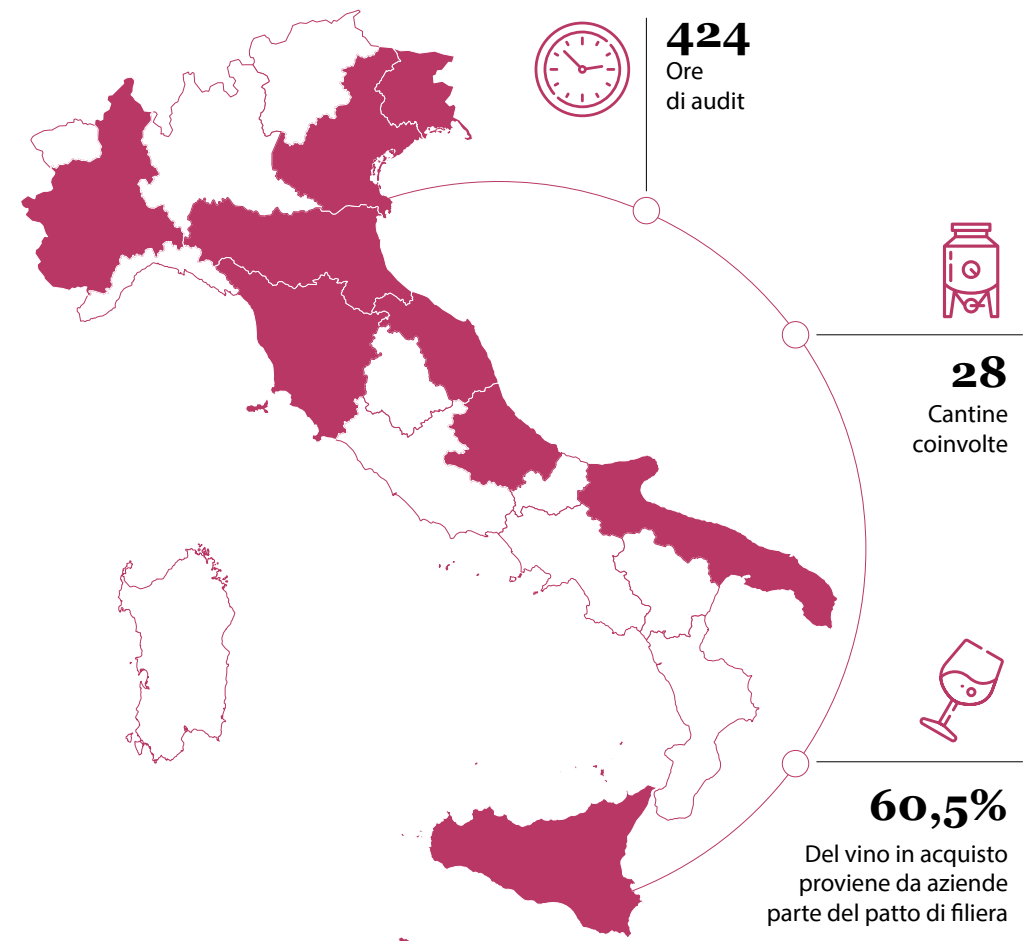 424
Ore
di audit
28
Cantine
coinvolte
60,5%
Del vino in acquisto
proviene da aziende
parte del patto di filiera